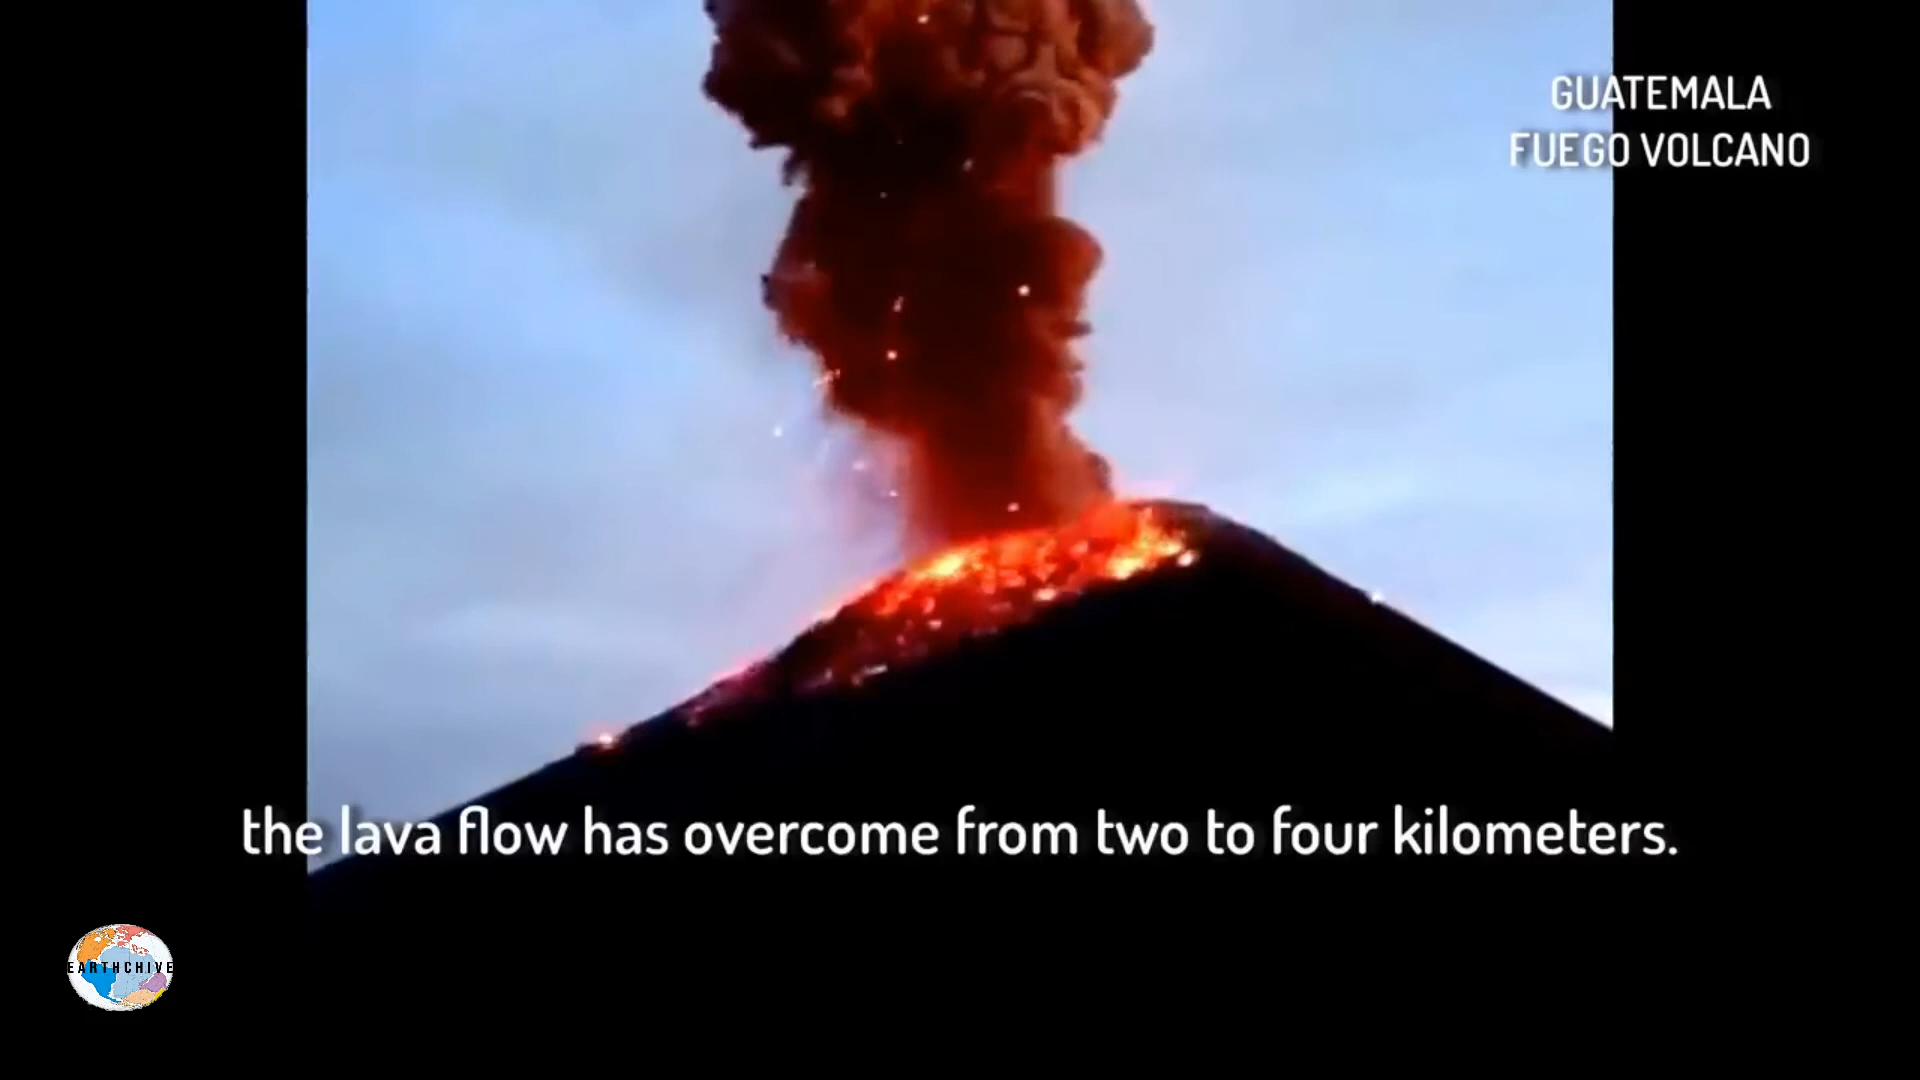 GUATEMALA
FUEGO VOLCANO
the lava flow has overcome from two to four kilometers.
EARTHCHIVE